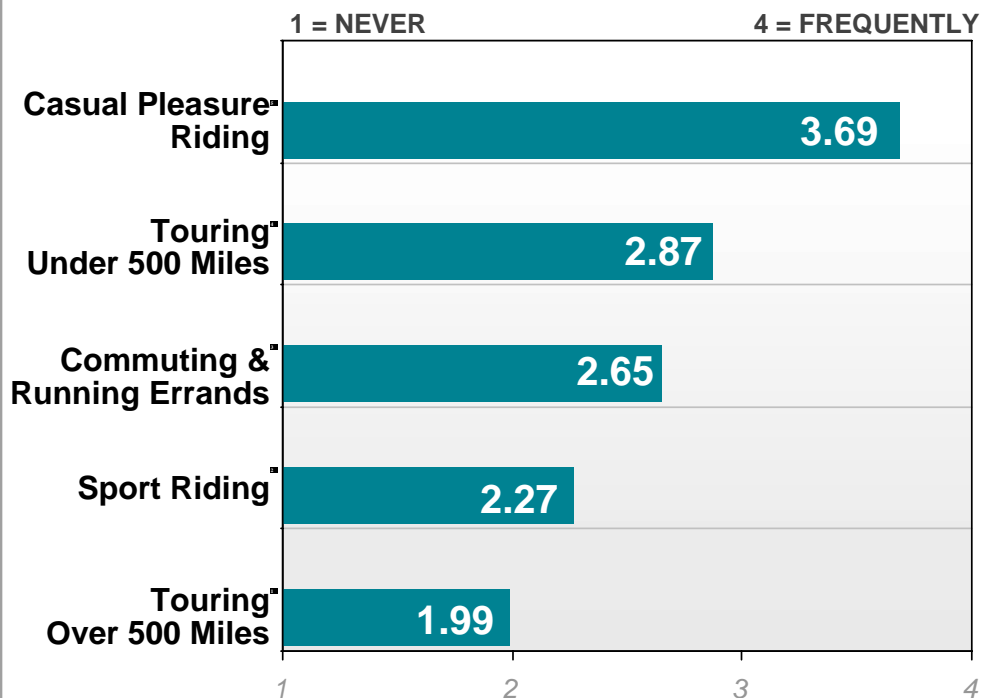 1 = NEVER 4 = FREQUENTLY
Casual Pleasure
Riding
3.69
Touring
Under 500 Miles
2.87
Commuting &
Running Errands
2.65
Sport Riding
2.27
Touring
Over 500 Miles
1.99
1 2 3 4